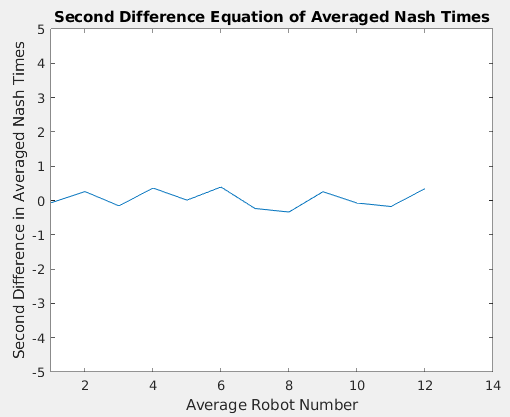 Second Difference Equation of Averaged Nash Times
Second Difference in Averaged Nash Times
5
4
3
2
1
0
-1
-2
-3
-4
-5
2 4 6 8 10 12 14
Average Robot Number